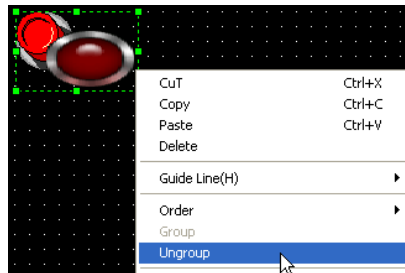 CuT Ctrl+X
Copy Ctrl+C
Paste Ctrl+V
Delete
Guide Line(H)
Order
Group
Ungroup